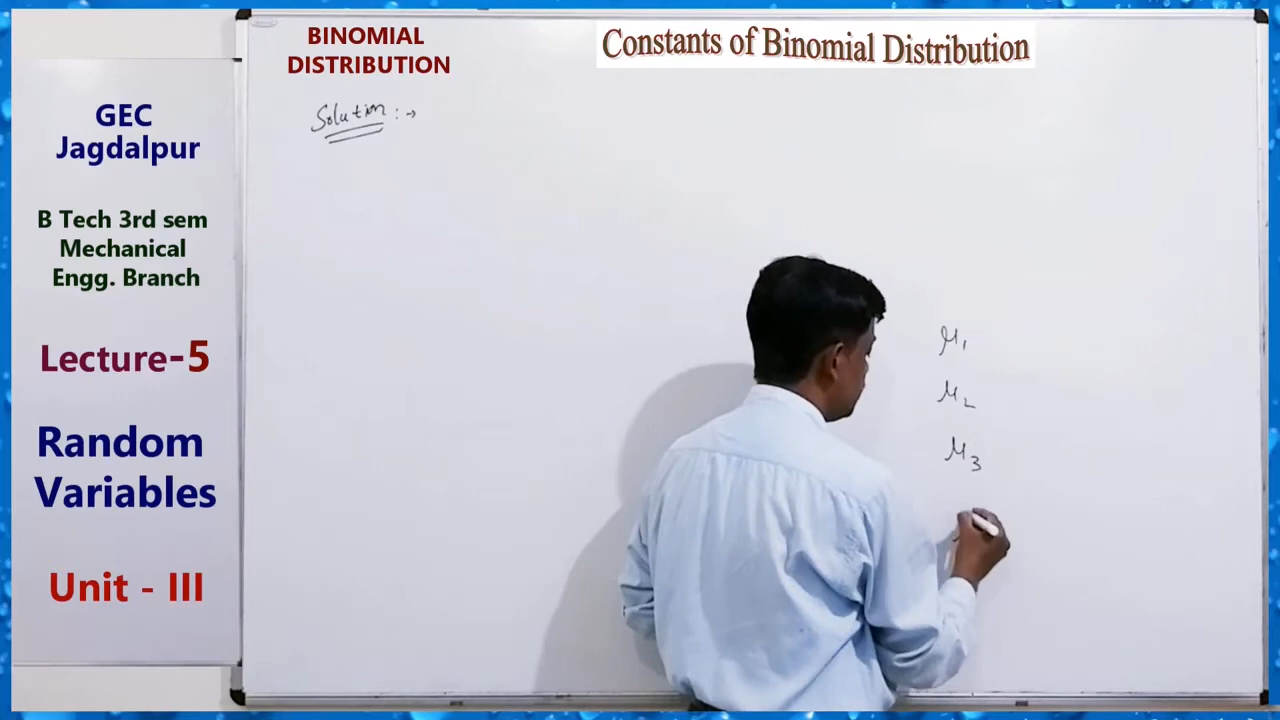 BINOMIAL
DISTRIBUTION
Constants of Binomial Distribution
GEC
Jagdalpur
B Tech 3rd sem
Mechanical
Engg. Branch
Lecture-5
Random
Variables
Unit - III
Solution :→
μ₁
μ₂
μ₃